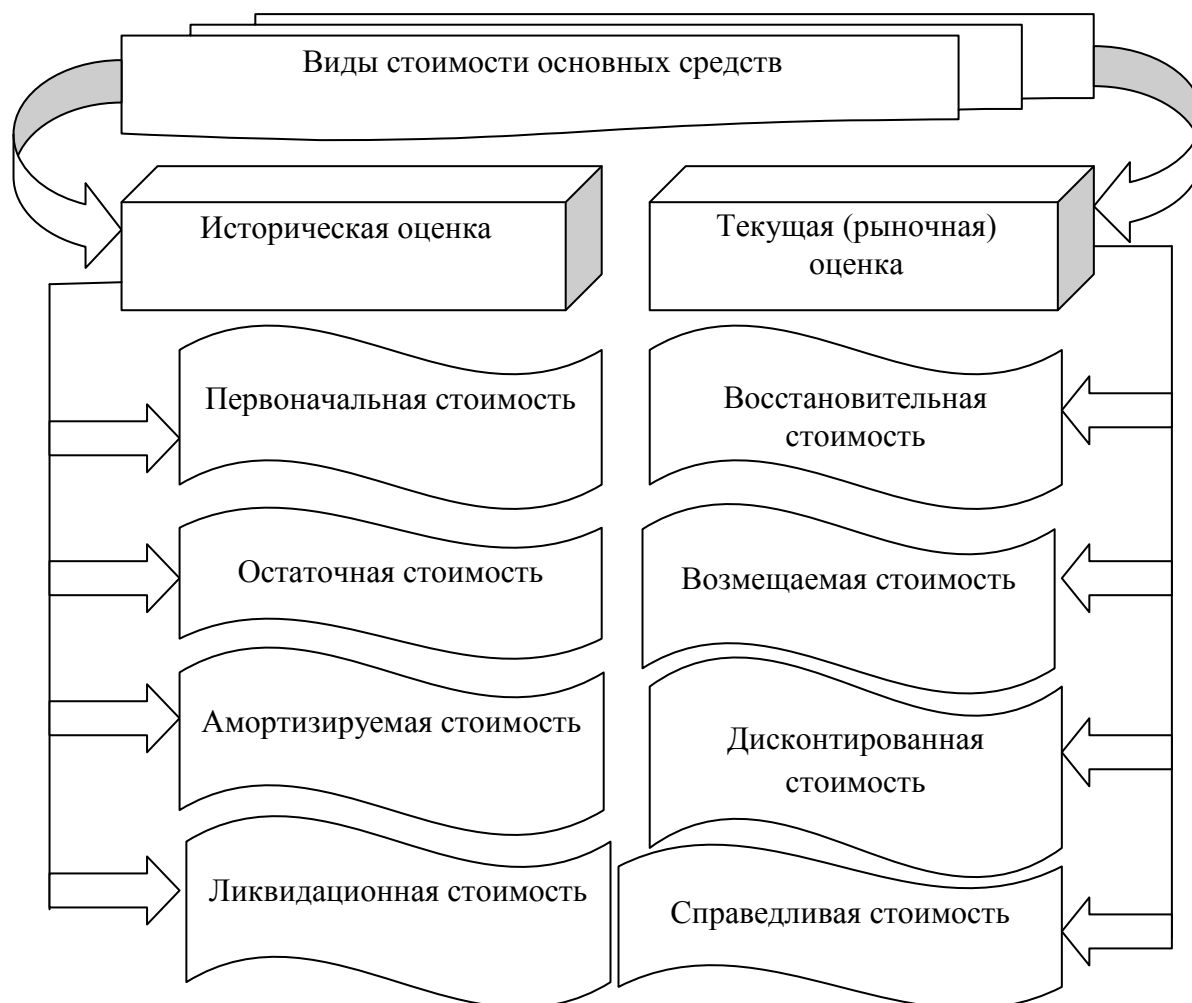 Виды стоимости основных средств
Историческая оценка
Текущая (рыночная)
оценка
Первоначальная стоимость
Восстановительная
стоимость
Остаточная стоимость
Возмещаемая стоимость
Амортизируемая стоимость
Дисконтированная
стоимость
Ликвидационная стоимость
Справедливая стоимость